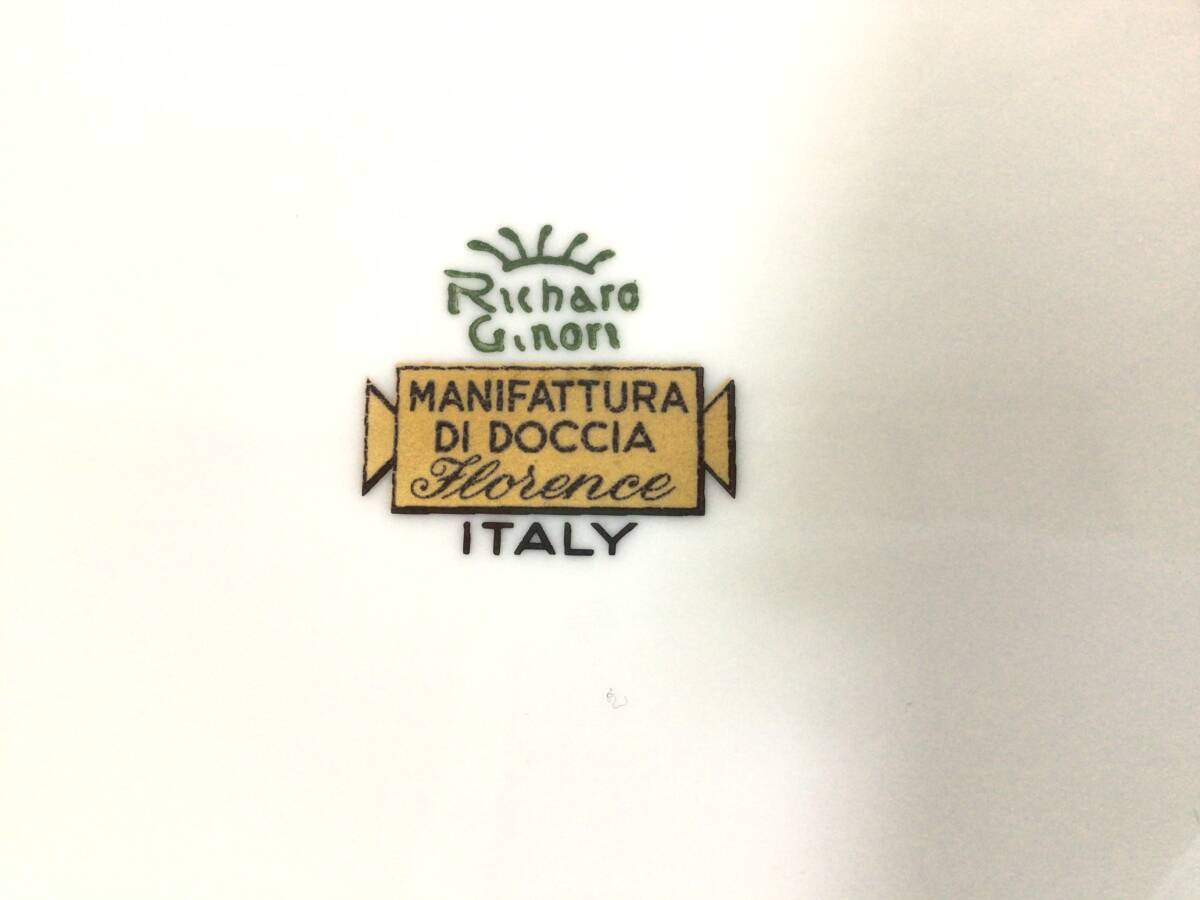 Richard
Ginori
MANIFATTURA
DI DOCCIA
Florence
ITALY